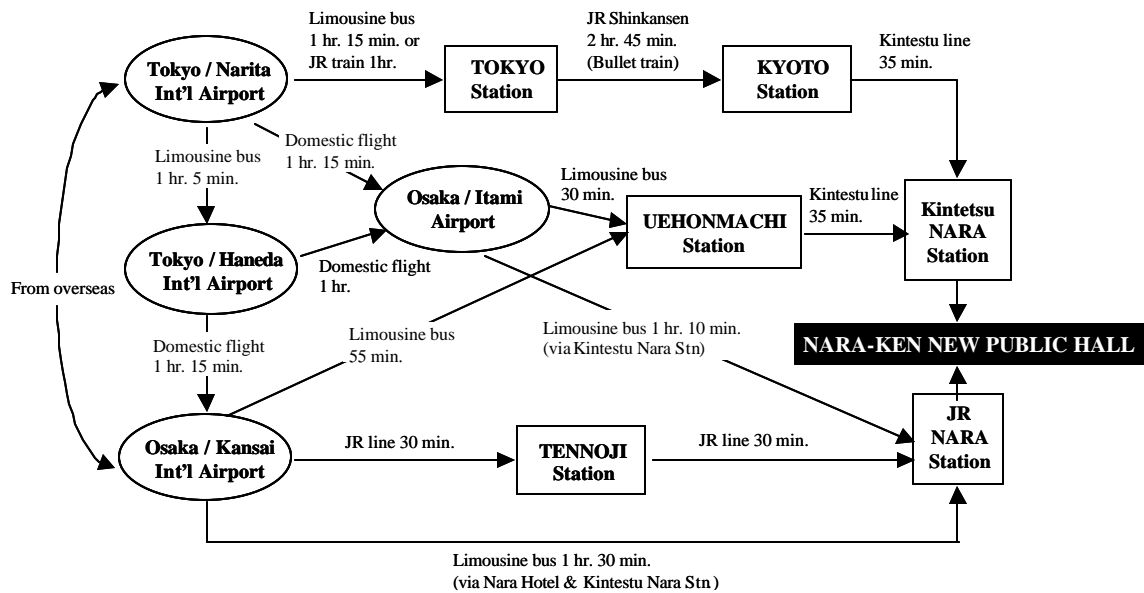 Limousine bus
1 hr. 15 min. or
JR train 1hr.
JR Shinkansen
2 hr. 45 min.
(Bullet train)
Kintestu line
35 min.
Tokyo / Narita
Int'l Airport
TOKYO
Station
KYOTO
Station
Domestic flight
1 hr. 15 min.
Limousine bus
1 hr. 5 min.
Osaka / Itami
Airport
Limousine bus
30 min.
UEHONMACHI
Station
Kintestu line
35 min.
Kintetsu
NARA
Station
Tokyo / Haneda
Int'l Airport
Domestic flight
1 hr.
From overseas
Limousine bus
55 min.
Limousine bus 1 hr. 10 min.
(via Kintestu Nara Stn)
NARA-KEN NEW PUBLIC HALL
Domestic flight
1 hr. 15 min.
Osaka / Kansai
Int'l Airport
JR line 30 min.
TENNOJI
Station
JR line 30 min.
JR
NARA
Station
Limousine bus 1 hr. 30 min.
(via Nara Hotel & Kintestu Nara Stn )